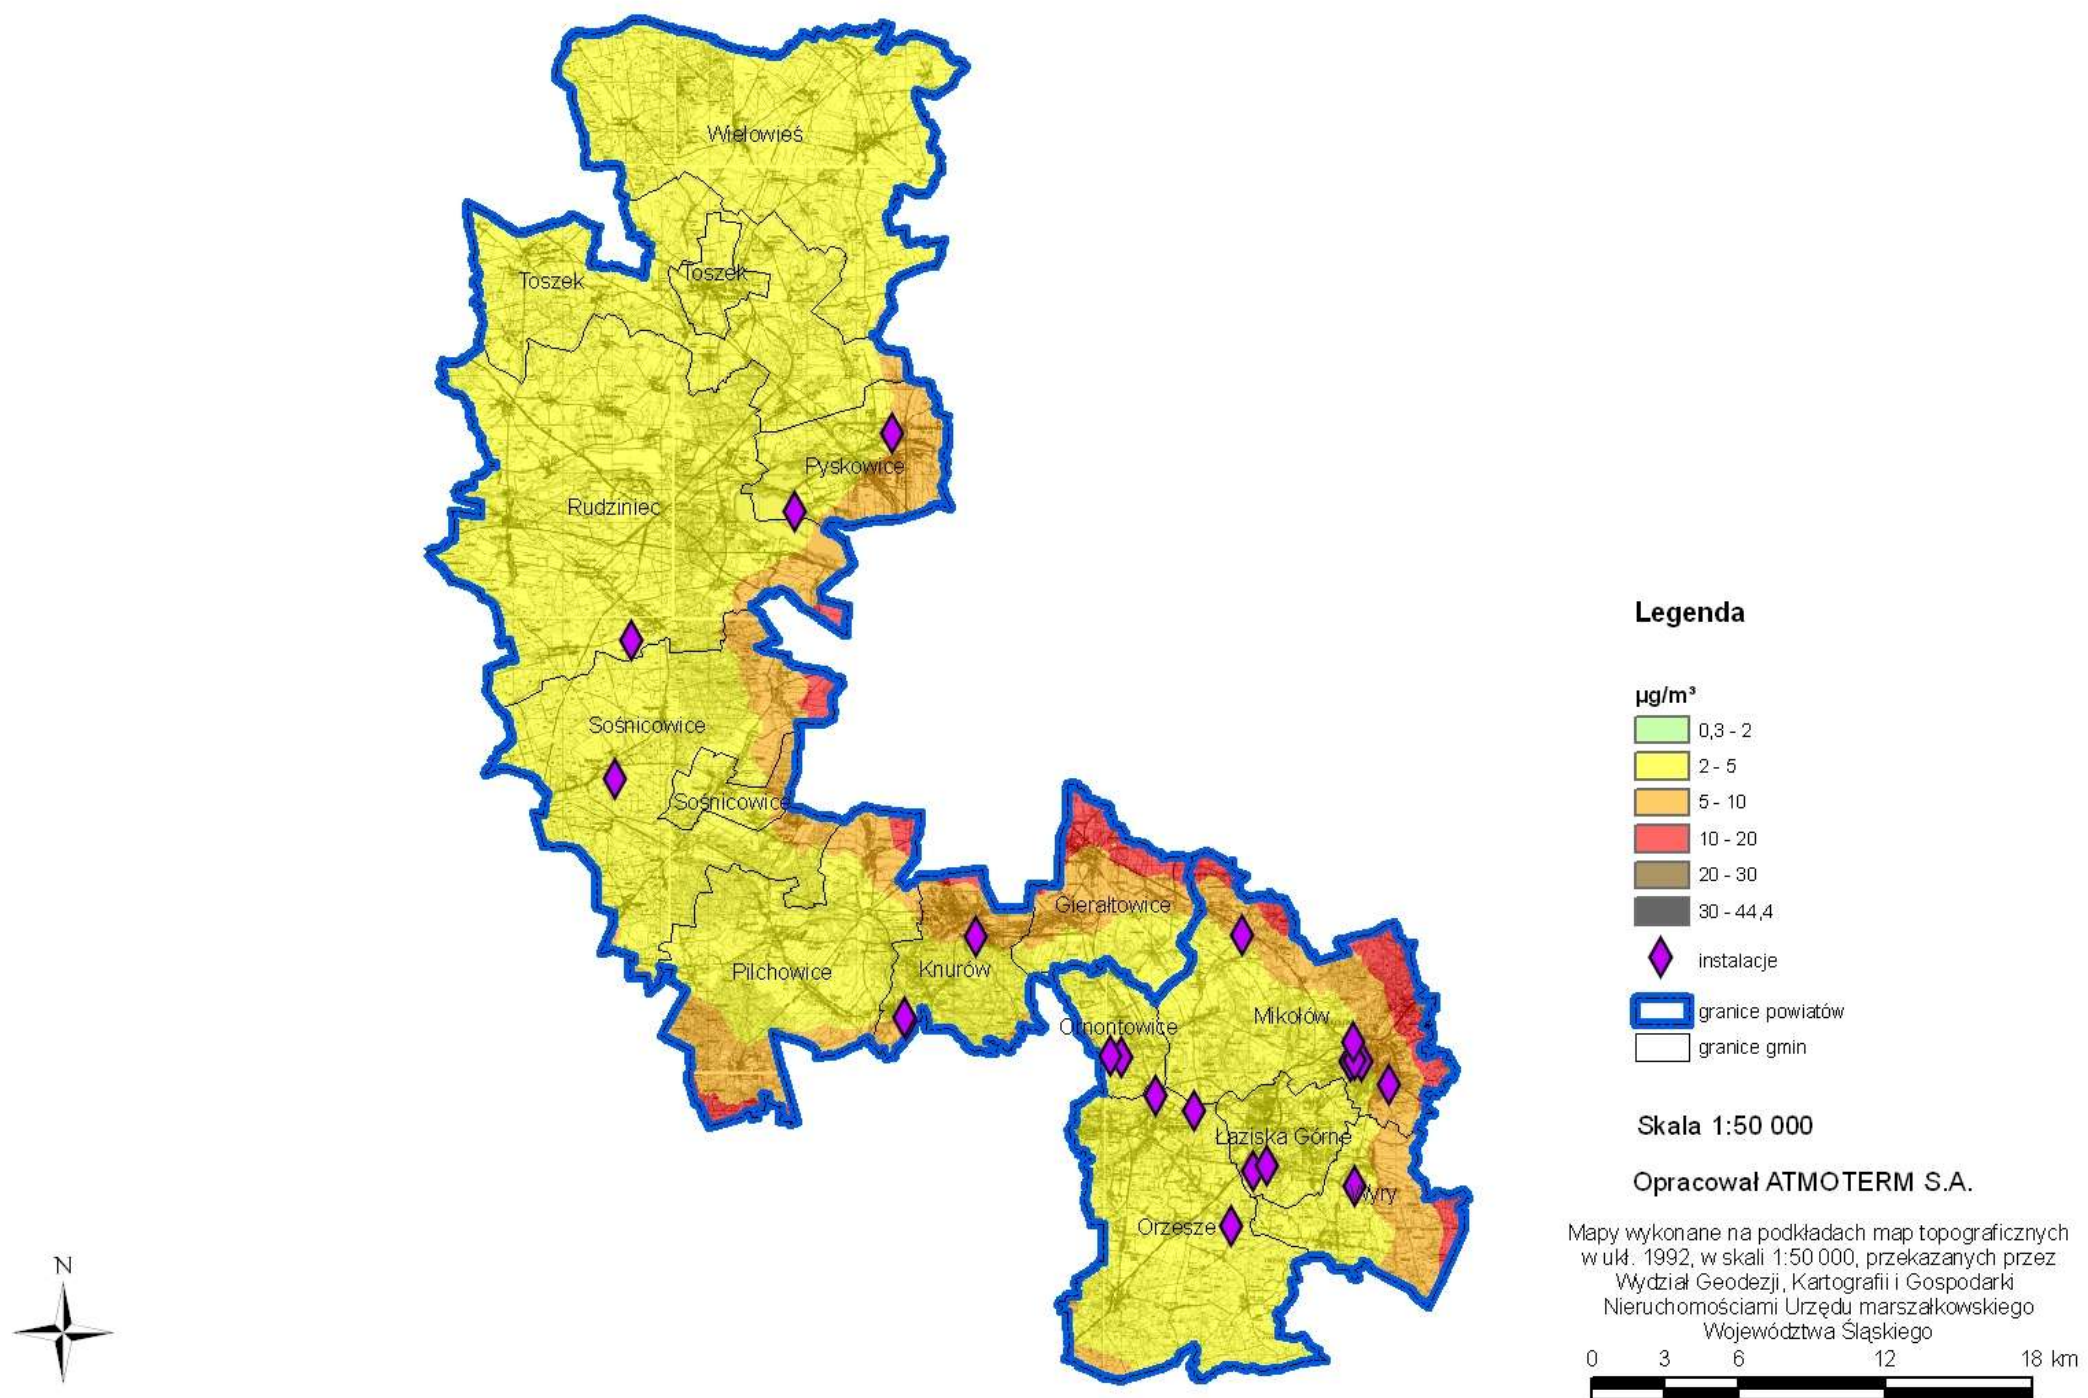 Wielowieś
Toszek
Toszek
Pyskowice
Rudziniec
Sośnicowice
Sośnicowice
Gierałtowice
Pilchowice
Knurów
Ornontowice
Mikołów
Łaziska Górne
Wyry
Orzesze
N
Legenda
µg/m³
0,3 - 2
2 - 5
5 - 10
10 - 20
20 - 30
30 - 44,4
instalacje
granice powiatów
granice gmin
Skala 1:50 000
Opracował ATMOTERM S.A.
Mapy wykonane na podkładach map topograficznych
w ukł. 1992, w skali 1:50 000, przekazanych przez
Wydział Geodezji, Kartografii i Gospodarki
Nieruchomościami Urzędu marszałkowskiego
Województwa Śląskiego
0 3 6 12 18 km